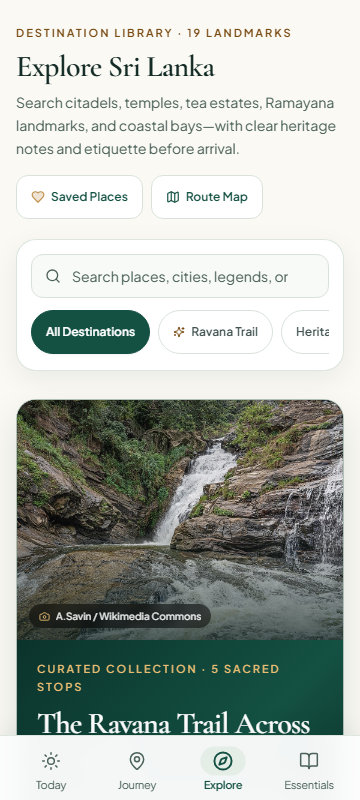 DESTINATION LIBRARY · 19 LANDMARKS
Explore Sri Lanka
Search citadels, temples, tea estates, Ramayana
landmarks, and coastal bays—with clear heritage
notes and etiquette before arrival.
Saved Places
Route Map
Search places, cities, legends, or
All Destinations
Ravana Trail
Herita
A.Savin / Wikimedia Commons
CURATED COLLECTION · 5 SACRED
STOPS
The Ravana Trail Across
Today
Journey
Explore
Essentials